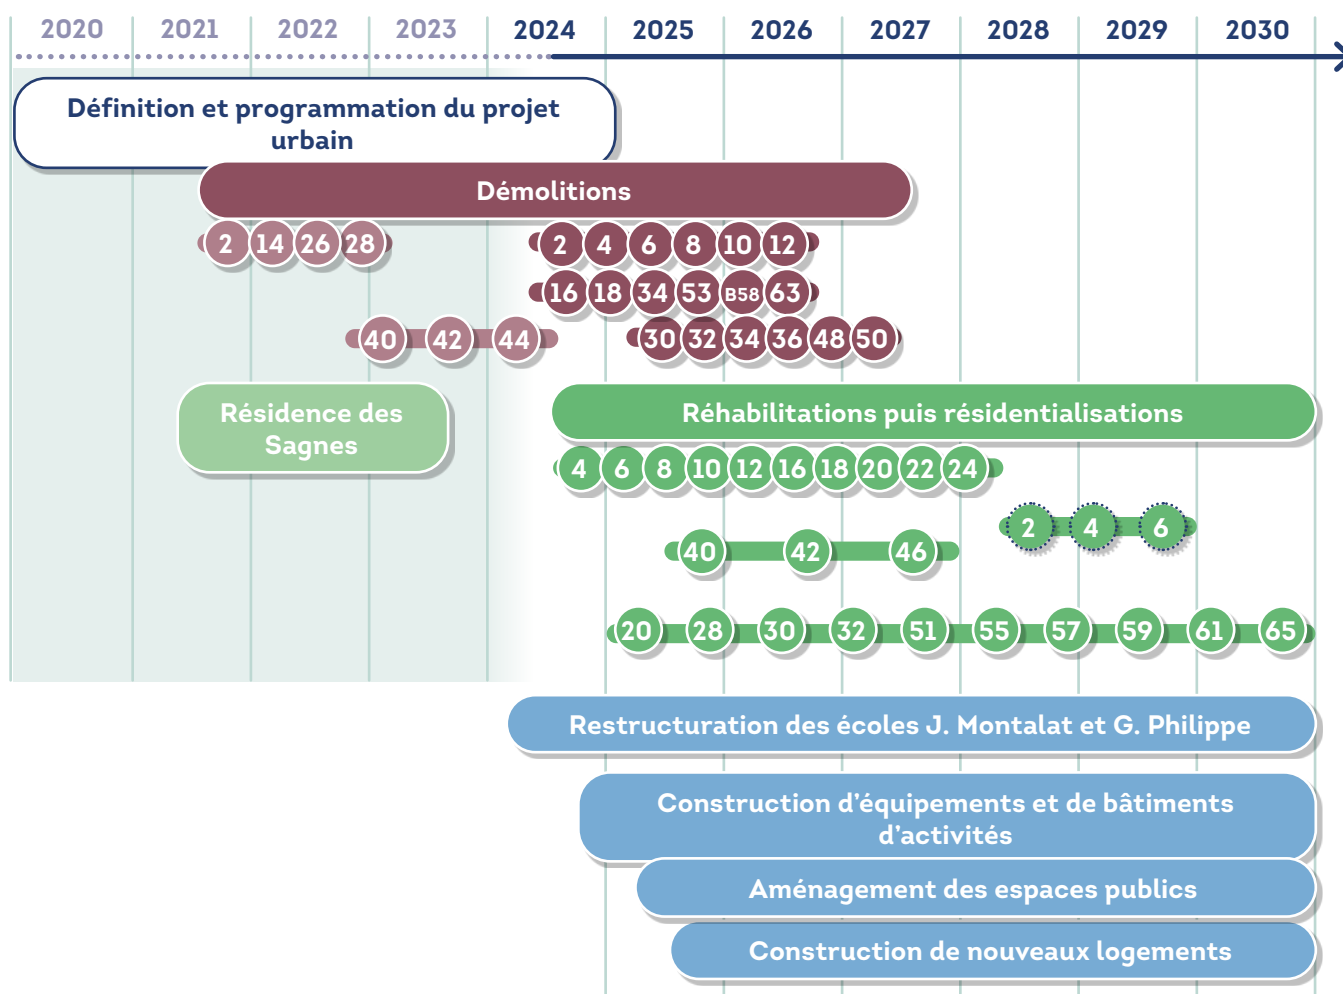 2020 2021 2022 2023 2024 2025 2026 2027 2028 2029 2030
Définition et programmation du projet
urbain
Démolitions
2 14 26 28 2 4 6 8 10 12
16 18 34 53 B58 63
40 42 44 30 32 34 36 48 50
Résidence des
Sagnes
Réhabilitations puis résidentialisations
4 6 8 10 12 16 18 20 22 24
2 4 6
40 42 46
20 28 30 32 51 55 57 59 61 65
Restructuration des écoles J. Montalat et G. Philippe
Construction d'équipements et de bâtiments
d'activités
Aménagement des espaces publics
Construction de nouveaux logements